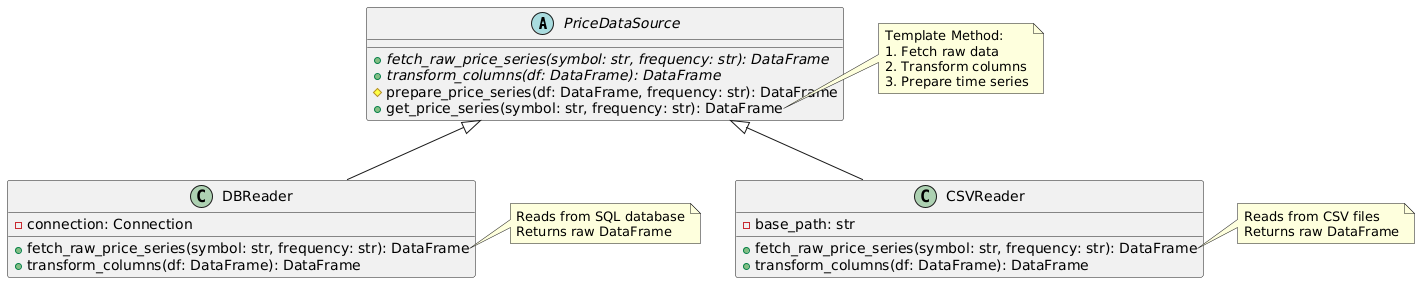 A PriceDataSource
fetch_raw_price_series(symbol: str, frequency: str): DataFrame
transform_columns(df: DataFrame): DataFrame
prepare_price_series(df: DataFrame, frequency: str): DataFrame
get_price_series(symbol: str, frequency: str): DataFrame
Template Method:
1. Fetch raw data
2. Transform columns
3. Prepare time series
C DBReader
connection: Connection
fetch_raw_price_series(symbol: str, frequency: str): DataFrame
transform_columns(df: DataFrame): DataFrame
Reads from SQL database
Returns raw DataFrame
C CSVReader
base_path: str
fetch_raw_price_series(symbol: str, frequency: str): DataFrame
transform_columns(df: DataFrame): DataFrame
Reads from CSV files
Returns raw DataFrame